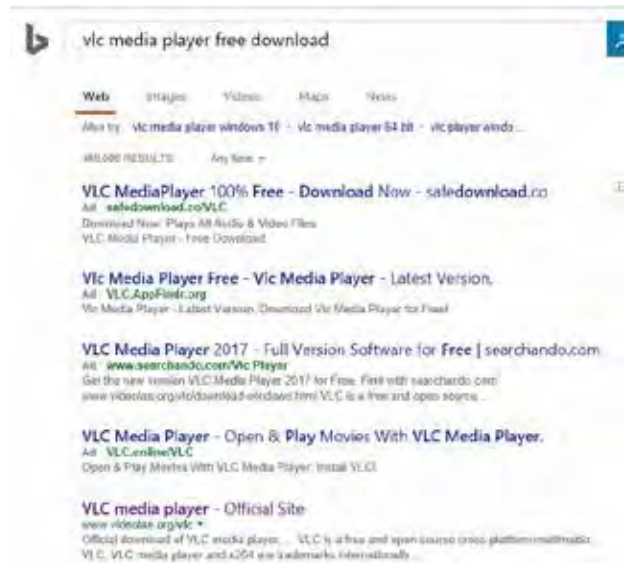 vlc media player free download
Web Images Videos Maps News
Also try: vlc media player windows 10 · vlc media player 64 bit · vlc player windo...
RESULTS Any time
VLC MediaPlayer 100% Free - Download Now - safedownload.co
Ad safedownload.co/VLC
Download Now. Plays All Audio & Video Files
VLC Media Player - Free Download
Vlc Media Player Free - Vlc Media Player - Latest Version.
Ad VLC.AppFindr.org
Vlc Media Player - Latest Version. Download Vlc Media Player for Free!
VLC Media Player 2017 - Full Version Software for Free | searchando.com
Ad www.searchando.com/Vlc Player
Get the new version VLC Media Player 2017 for Free. Find with searchando.com
www.videolan.org/vlc/download-windows.html VLC is a free and open source ...
VLC Media Player - Open & Play Movies With VLC Media Player.
Ad VLC.online/VLC
Open & Play Movies With VLC Media Player. Install VLC!
VLC media player - Official Site
www.videolan.org/vlc
Official download of VLC media player ... VLC is a free and open source cross-platform multimedia
VLC, VLC media player and x264 are trademarks internationally